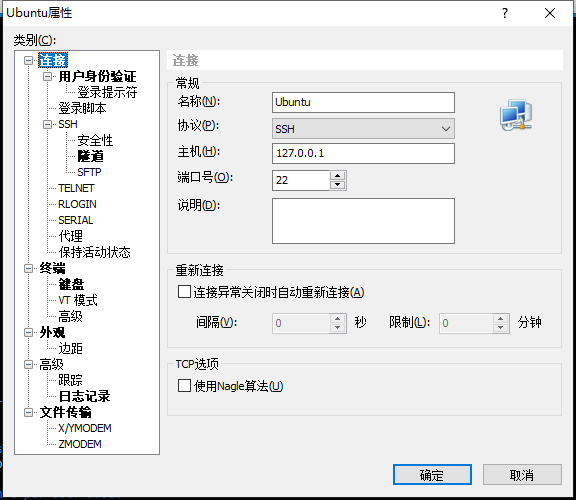 Ubuntu属性
类别(C):
连接
用户身份验证
登录提示符
登录脚本
SSH
安全性
隧道
SFTP
TELNET
RLOGIN
SERIAL
代理
保持活动状态
终端
键盘
VT 模式
高级
外观
边距
高级
跟踪
日志记录
文件传输
X/YMODEM
ZMODEM
连接
常规
名称(N): Ubuntu
协议(P): SSH
主机(H): 127.0.0.1
端口号(O): 22
说明(D):
重新连接
连接异常关闭时自动重新连接(A)
间隔(V): 0 秒 限制(L): 0 分钟
TCP选项
使用Nagle算法(U)
确定 取消